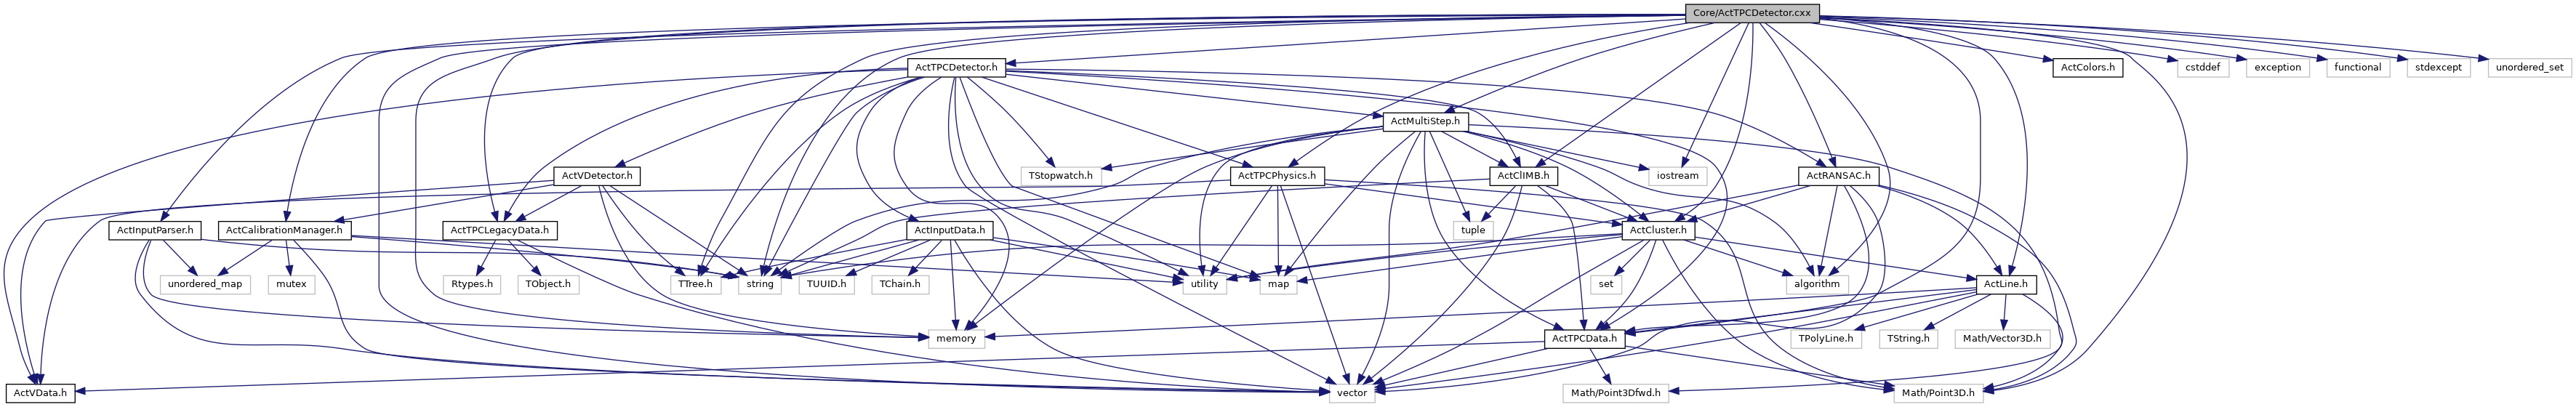 Core/ActTPCDetector.cxx
ActTPCDetector.h
ActColors.h
cstddef
exception
functional
stdexcept
unordered_set
ActMultiStep.h
ActVDetector.h
TStopwatch.h
ActTPCPhysics.h
ActClIMB.h
iostream
ActRANSAC.h
ActInputParser.h
ActCalibrationManager.h
ActTPCLegacyData.h
ActInputData.h
tuple
ActCluster.h
unordered_map
mutex
Rtypes.h
TObject.h
TTree.h
string
TUUID.h
TChain.h
utility
map
set
algorithm
ActLine.h
memory
ActTPCData.h
TPolyLine.h
TString.h
Math/Vector3D.h
ActVData.h
vector
Math/Point3Dfwd.h
Math/Point3D.h